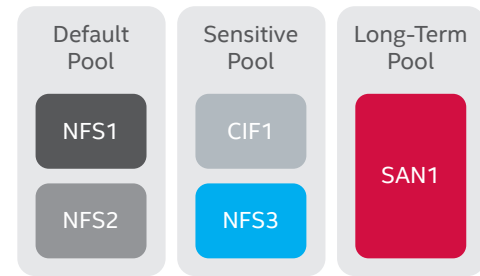 Default
Pool
NFS1
NFS2
Sensitive
Pool
CIF1
NFS3
Long-Term
Pool
SAN1